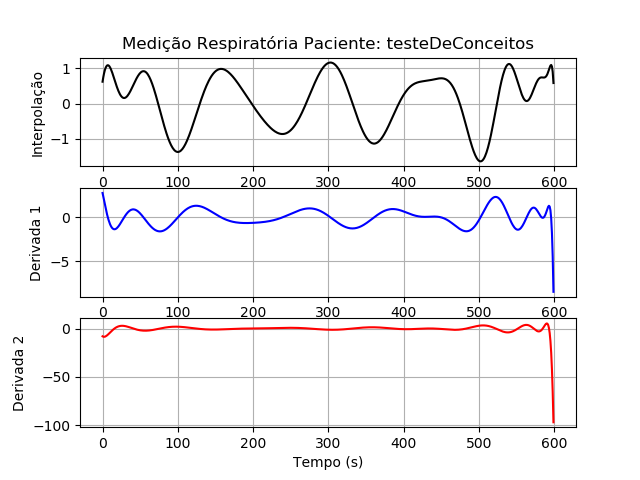 Medição Respiratória Paciente: testeDeConceitos
1
0
−1
Interpolação
0 100 200 300 400 500 600
0
−5
Derivada 1
0 100 200 300 400 500 600
0
−50
−100
Derivada 2
0 100 200 300 400 500 600
Tempo (s)